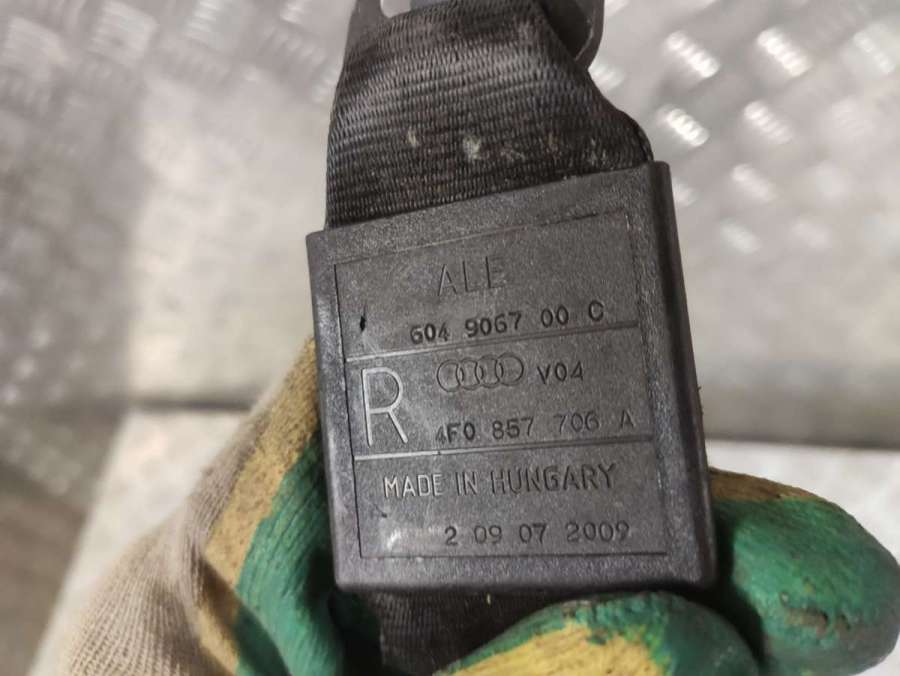 ALE
604 9067 00 C
R
V04
4F0 857 706 A
MADE IN HUNGARY
2 09 07 2009